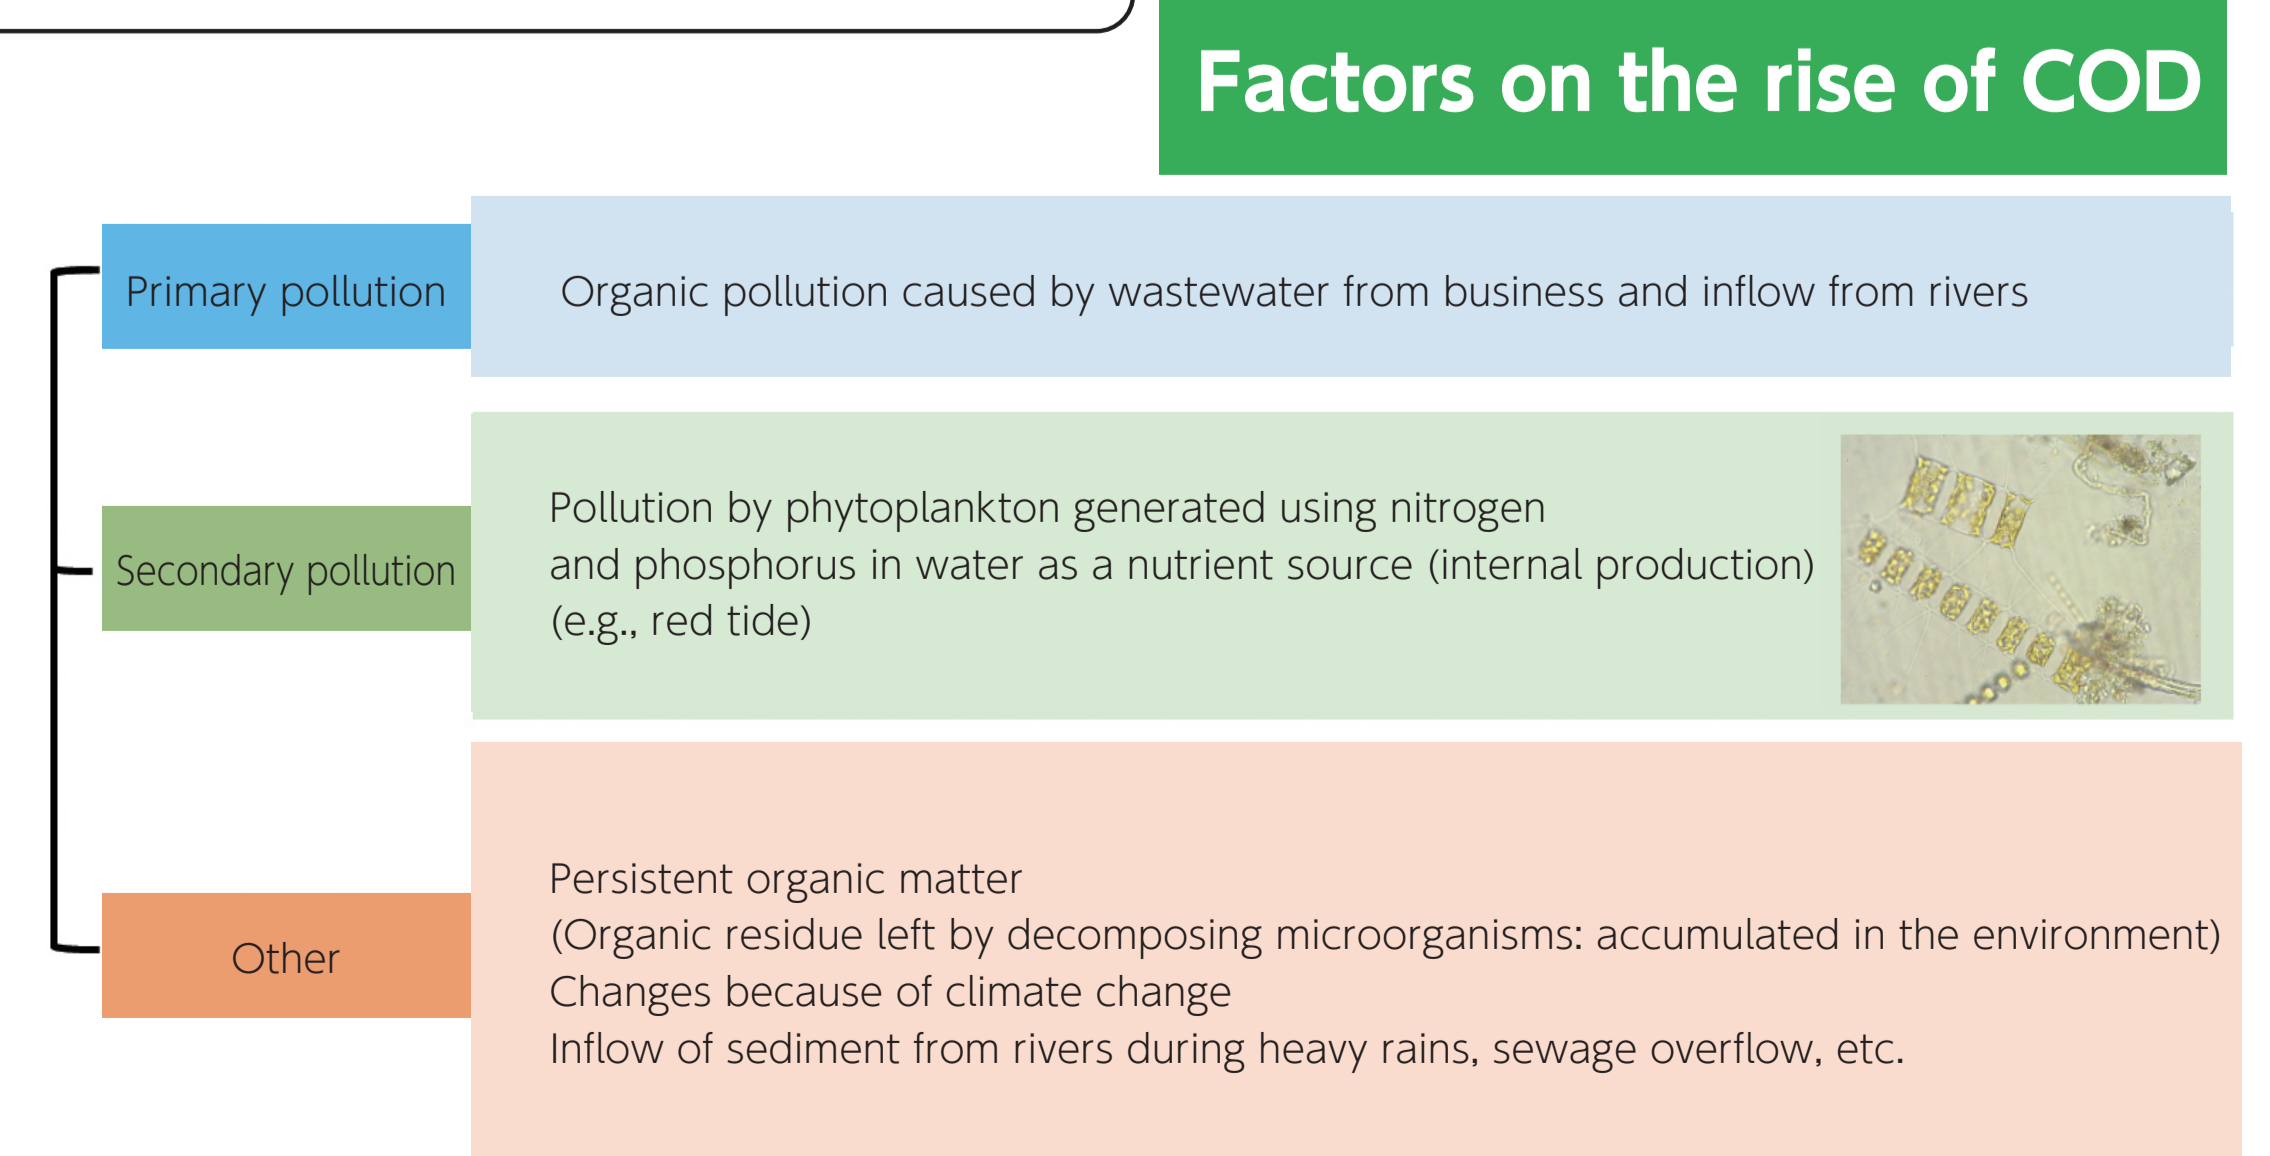 Factors on the rise of COD
Primary pollution
Organic pollution caused by wastewater from business and inflow from rivers
Secondary pollution
Pollution by phytoplankton generated using nitrogen
and phosphorus in water as a nutrient source (internal production)
(e.g., red tide)
Other
Persistent organic matter
(Organic residue left by decomposing microorganisms: accumulated in the environment)
Changes because of climate change
Inflow of sediment from rivers during heavy rains, sewage overflow, etc.